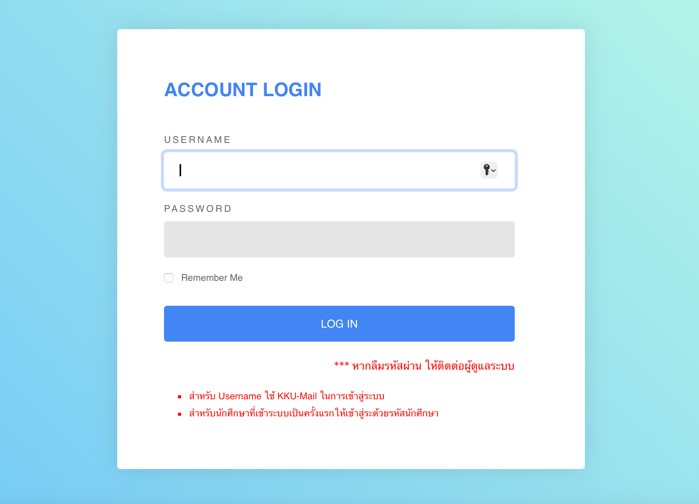 ACCOUNT LOGIN
USERNAME
PASSWORD
Remember Me
LOG IN
*** หากลืมรหัสผ่าน ให้ติดต่อผู้ดูแลระบบ
สำหรับ Username ใช้ KKU-Mail ในการเข้าสู่ระบบ
สำหรับนักศึกษาที่เข้าระบบเป็นครั้งแรกให้เข้าสู่ระด้วยรหัสนักศึกษา